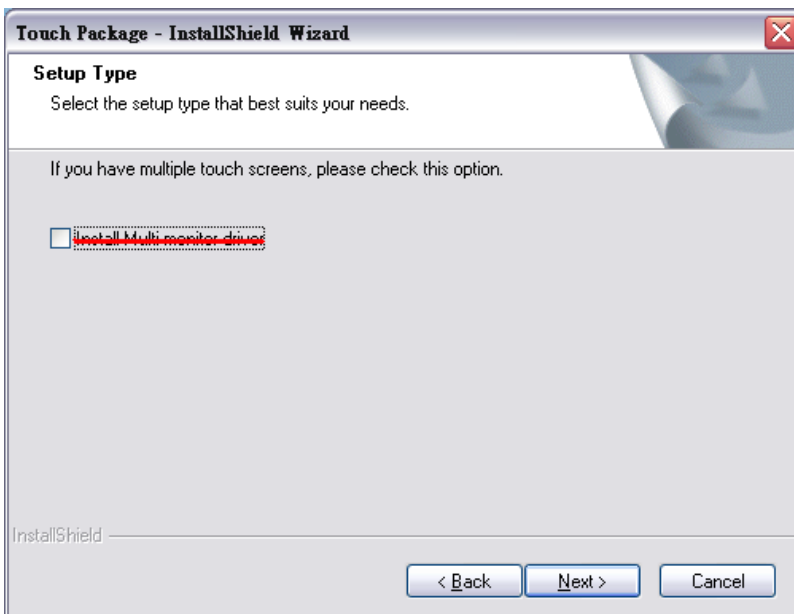 Touch Package - InstallShield Wizard
Setup Type
Select the setup type that best suits your needs.
If you have multiple touch screens, please check this option.
Install Multi monitor driver
InstallShield
< Back Next > Cancel